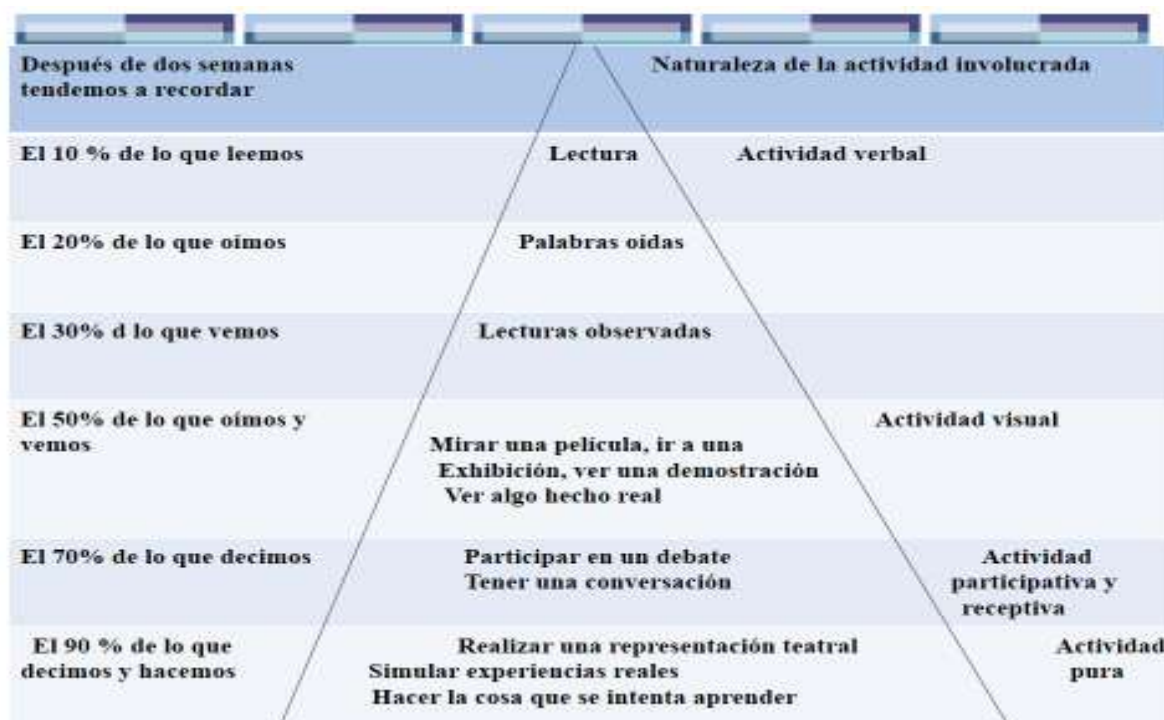 Después de dos semanas
tendemos a recordar
Naturaleza de la actividad involucrada
El 10 % de lo que leemos
Lectura
Actividad verbal
El 20% de lo que oímos
Palabras oídas
El 30% d lo que vemos
Lecturas observadas
El 50% de lo que oímos y
vemos
Mirar una película, ir a una
Exhibición, ver una demostración
Ver algo hecho real
Actividad visual
El 70% de lo que decimos
Participar en un debate
Tener una conversación
Actividad
participativa y
receptiva
El 90 % de lo que
decimos y hacemos
Realizar una representación teatral
Simular experiencias reales
Hacer la cosa que se intenta aprender
Actividad
pura